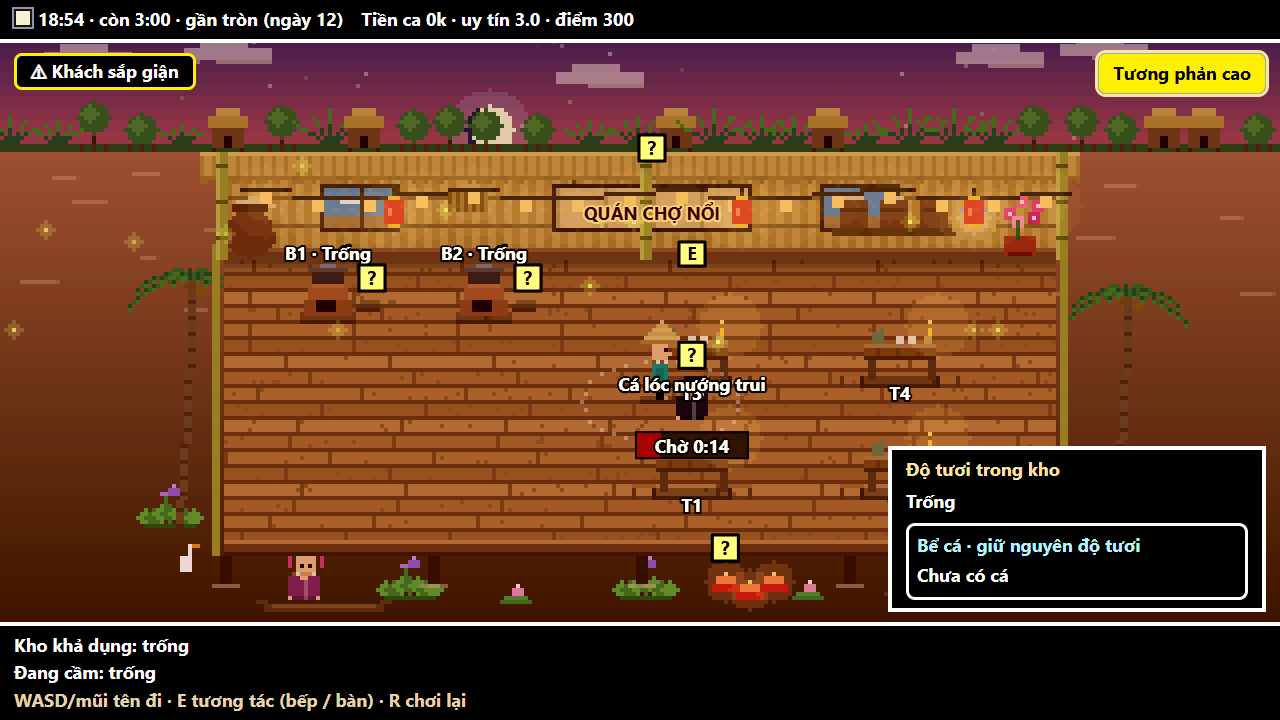 18:54 · còn 3:00 · gần tròn (ngày 12) Tiền ca 0k · uy tín 3.0 · điểm 300
⚠ Khách sắp giận
Tương phản cao
?
QUÁN CHỢ NỔI
B1 · Trống
B2 · Trống
E
?
?
?
Cá lóc nướng trui
T3
T4
Chờ 0:14
T1
?
Độ tươi trong kho
Trống
Bể cá · giữ nguyên độ tươi
Chưa có cá
Kho khả dụng: trống
Đang cầm: trống
WASD/mũi tên đi · E tương tác (bếp / bàn) · R chơi lại